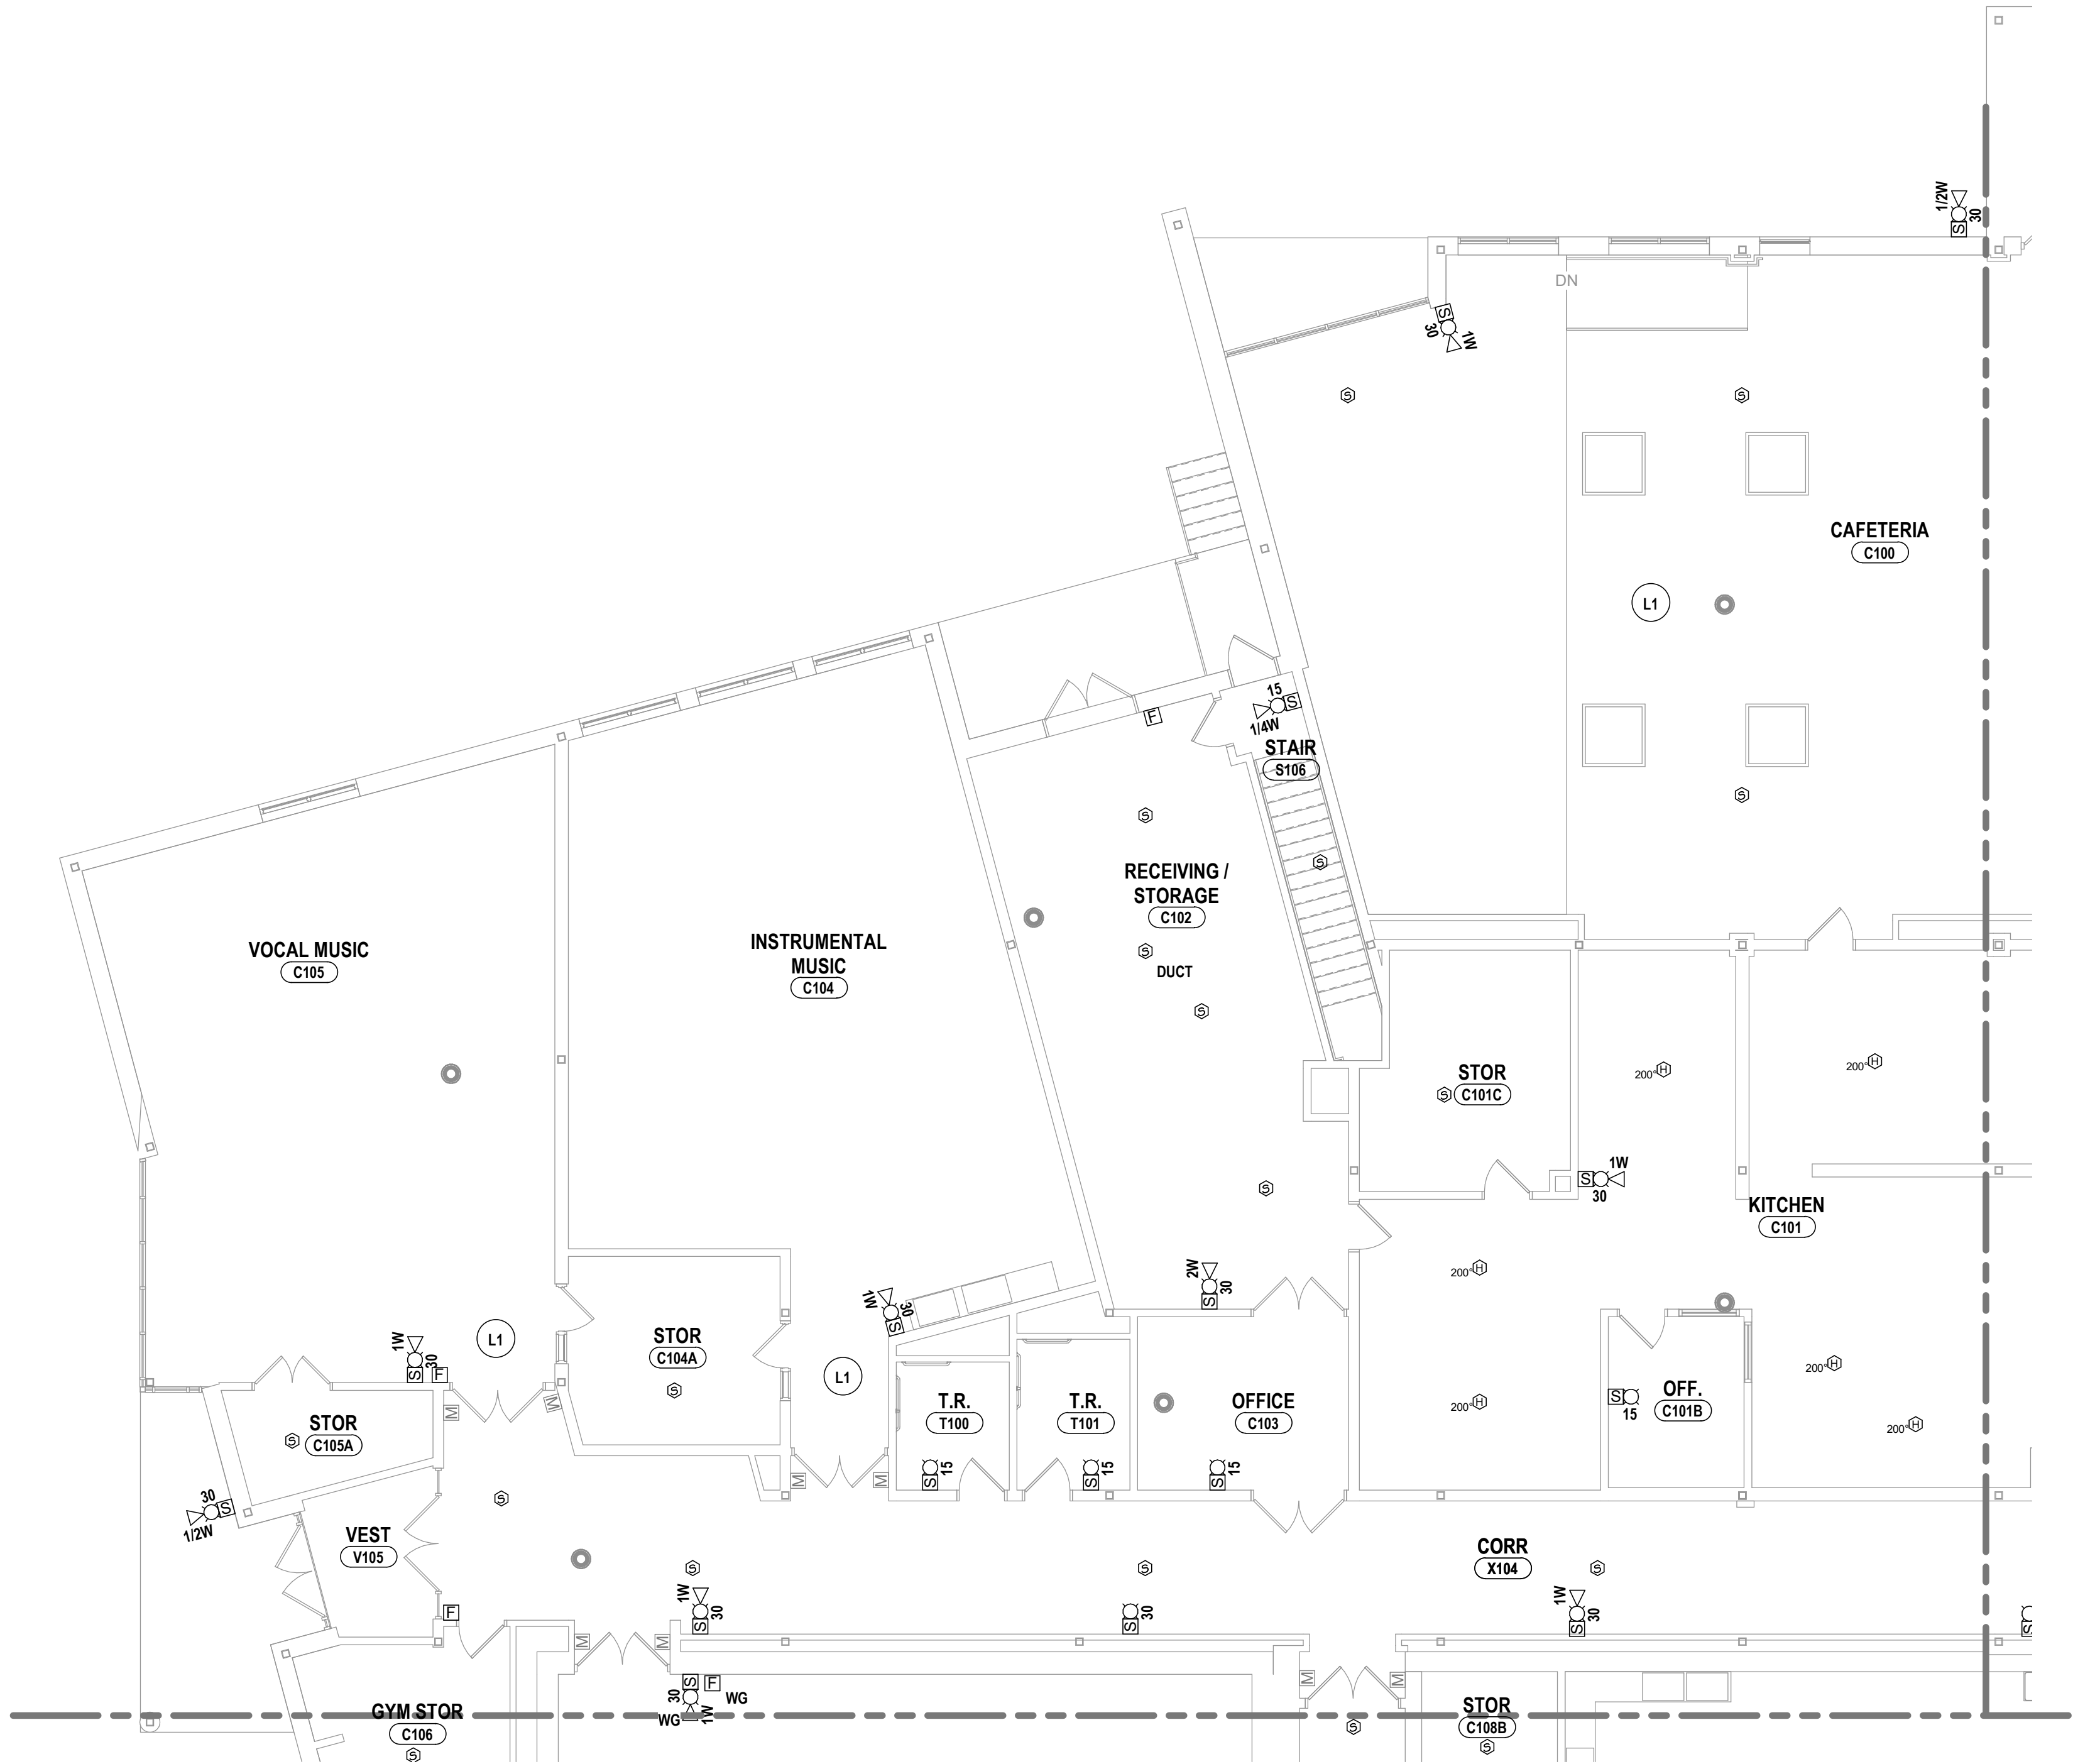 1/2W
30
S
DN
S
30
1W
S
S
CAFETERIA
C100
L1
15
S
1/4W
F
STAIR
S106
S
S
S
RECEIVING /
STORAGE
C102
VOCAL MUSIC
C105
INSTRUMENTAL
MUSIC
C104
S
DUCT
S
STOR
S
C101C
200°
H
200°
H
S
1W
30
S
KITCHEN
C101
2W
30
S
200°
H
1W
30
S
1W
30
S
F
L1
STOR
C104A
S
L1
200°
H
M
M
STOR
S
C105A
T.R.
T100
T.R.
T101
OFFICE
C103
200°
H
S
15
OFF.
C101B
200°
H
S
15
S
15
S
15
M
M
30
S
1/2W
S
VEST
V105
CORR
X104
S
S
S
1W
30
S
30
S
1W
30
S
S
F
M
M
M
M
S
30
1W
F
WG
WG
GYM STOR
C106
S
S
STOR
C108B
S